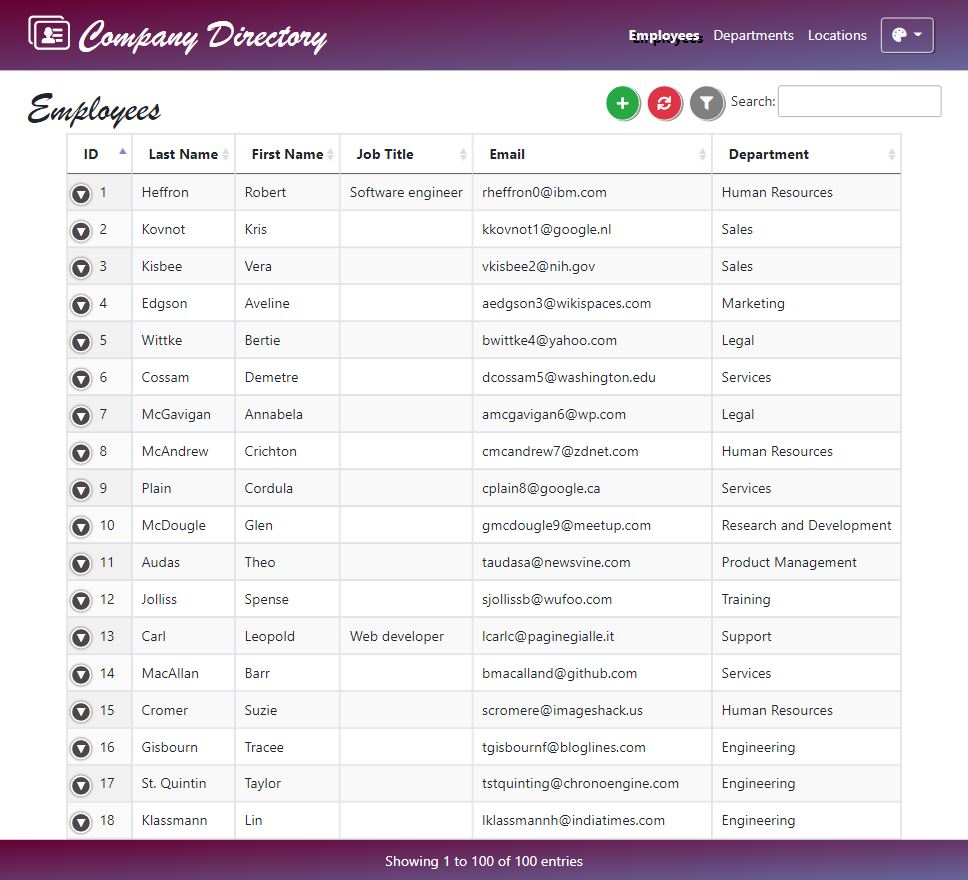 Company Directory Employees Departments Locations
Employees Search:
ID Last Name First Name Job Title Email Department
1 Heffron Robert Software engineer rheffron0@ibm.com Human Resources
2 Kovnot Kris kkovnot1@google.nl Sales
3 Kisbee Vera vkisbee2@nih.gov Sales
4 Edgson Aveline aedgson3@wikispaces.com Marketing
5 Wittke Bertie bwittke4@yahoo.com Legal
6 Cossam Demetre dcossam5@washington.edu Services
7 McGavigan Annabela amcgavigan6@wp.com Legal
8 McAndrew Crichton cmcandrew7@zdnet.com Human Resources
9 Plain Cordula cplain8@google.ca Services
10 McDougle Glen gmcdougle9@meetup.com Research and Development
11 Audas Theo taudasa@newsvine.com Product Management
12 Jolliss Spense sjollissb@wufoo.com Training
13 Carl Leopold Web developer lcarlc@paginegialle.it Support
14 MacAllan Barr bmacalland@github.com Services
15 Cromer Suzie scromere@imageshack.us Human Resources
16 Gisbourn Tracee tgisbournf@bloglines.com Engineering
17 St. Quintin Taylor tstquinting@chronoengine.com Engineering
18 Klassmann Lin lklassmannh@indiatimes.com Engineering
Showing 1 to 100 of 100 entries